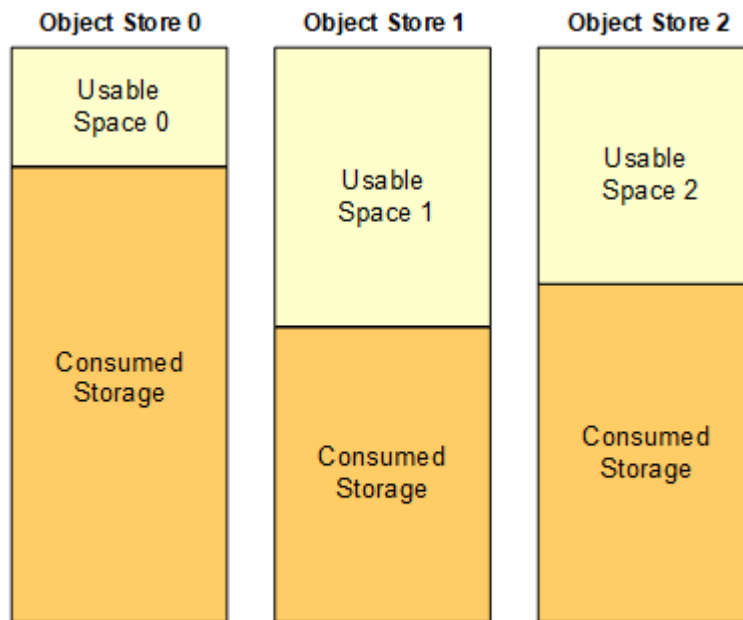 Object Store 0
Object Store 1
Object Store 2
Usable
Space 0
Usable
Space 1
Usable
Space 2
Consumed
Storage
Consumed
Storage
Consumed
Storage